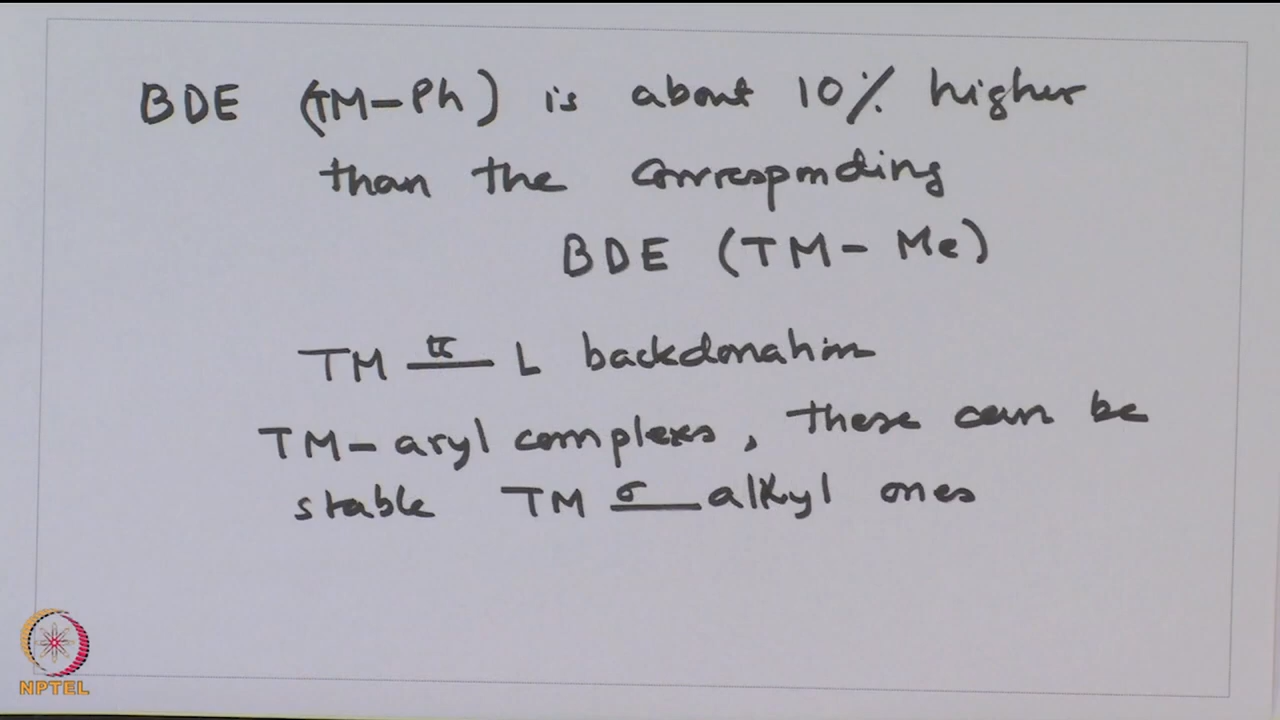 BDE (TM-Ph) is about 10% higher
than the corresponding
BDE (TM- Me)
TM π L backdonation
TM- aryl complexes, these can be
stable TM σ alkyl ones
NPTEL